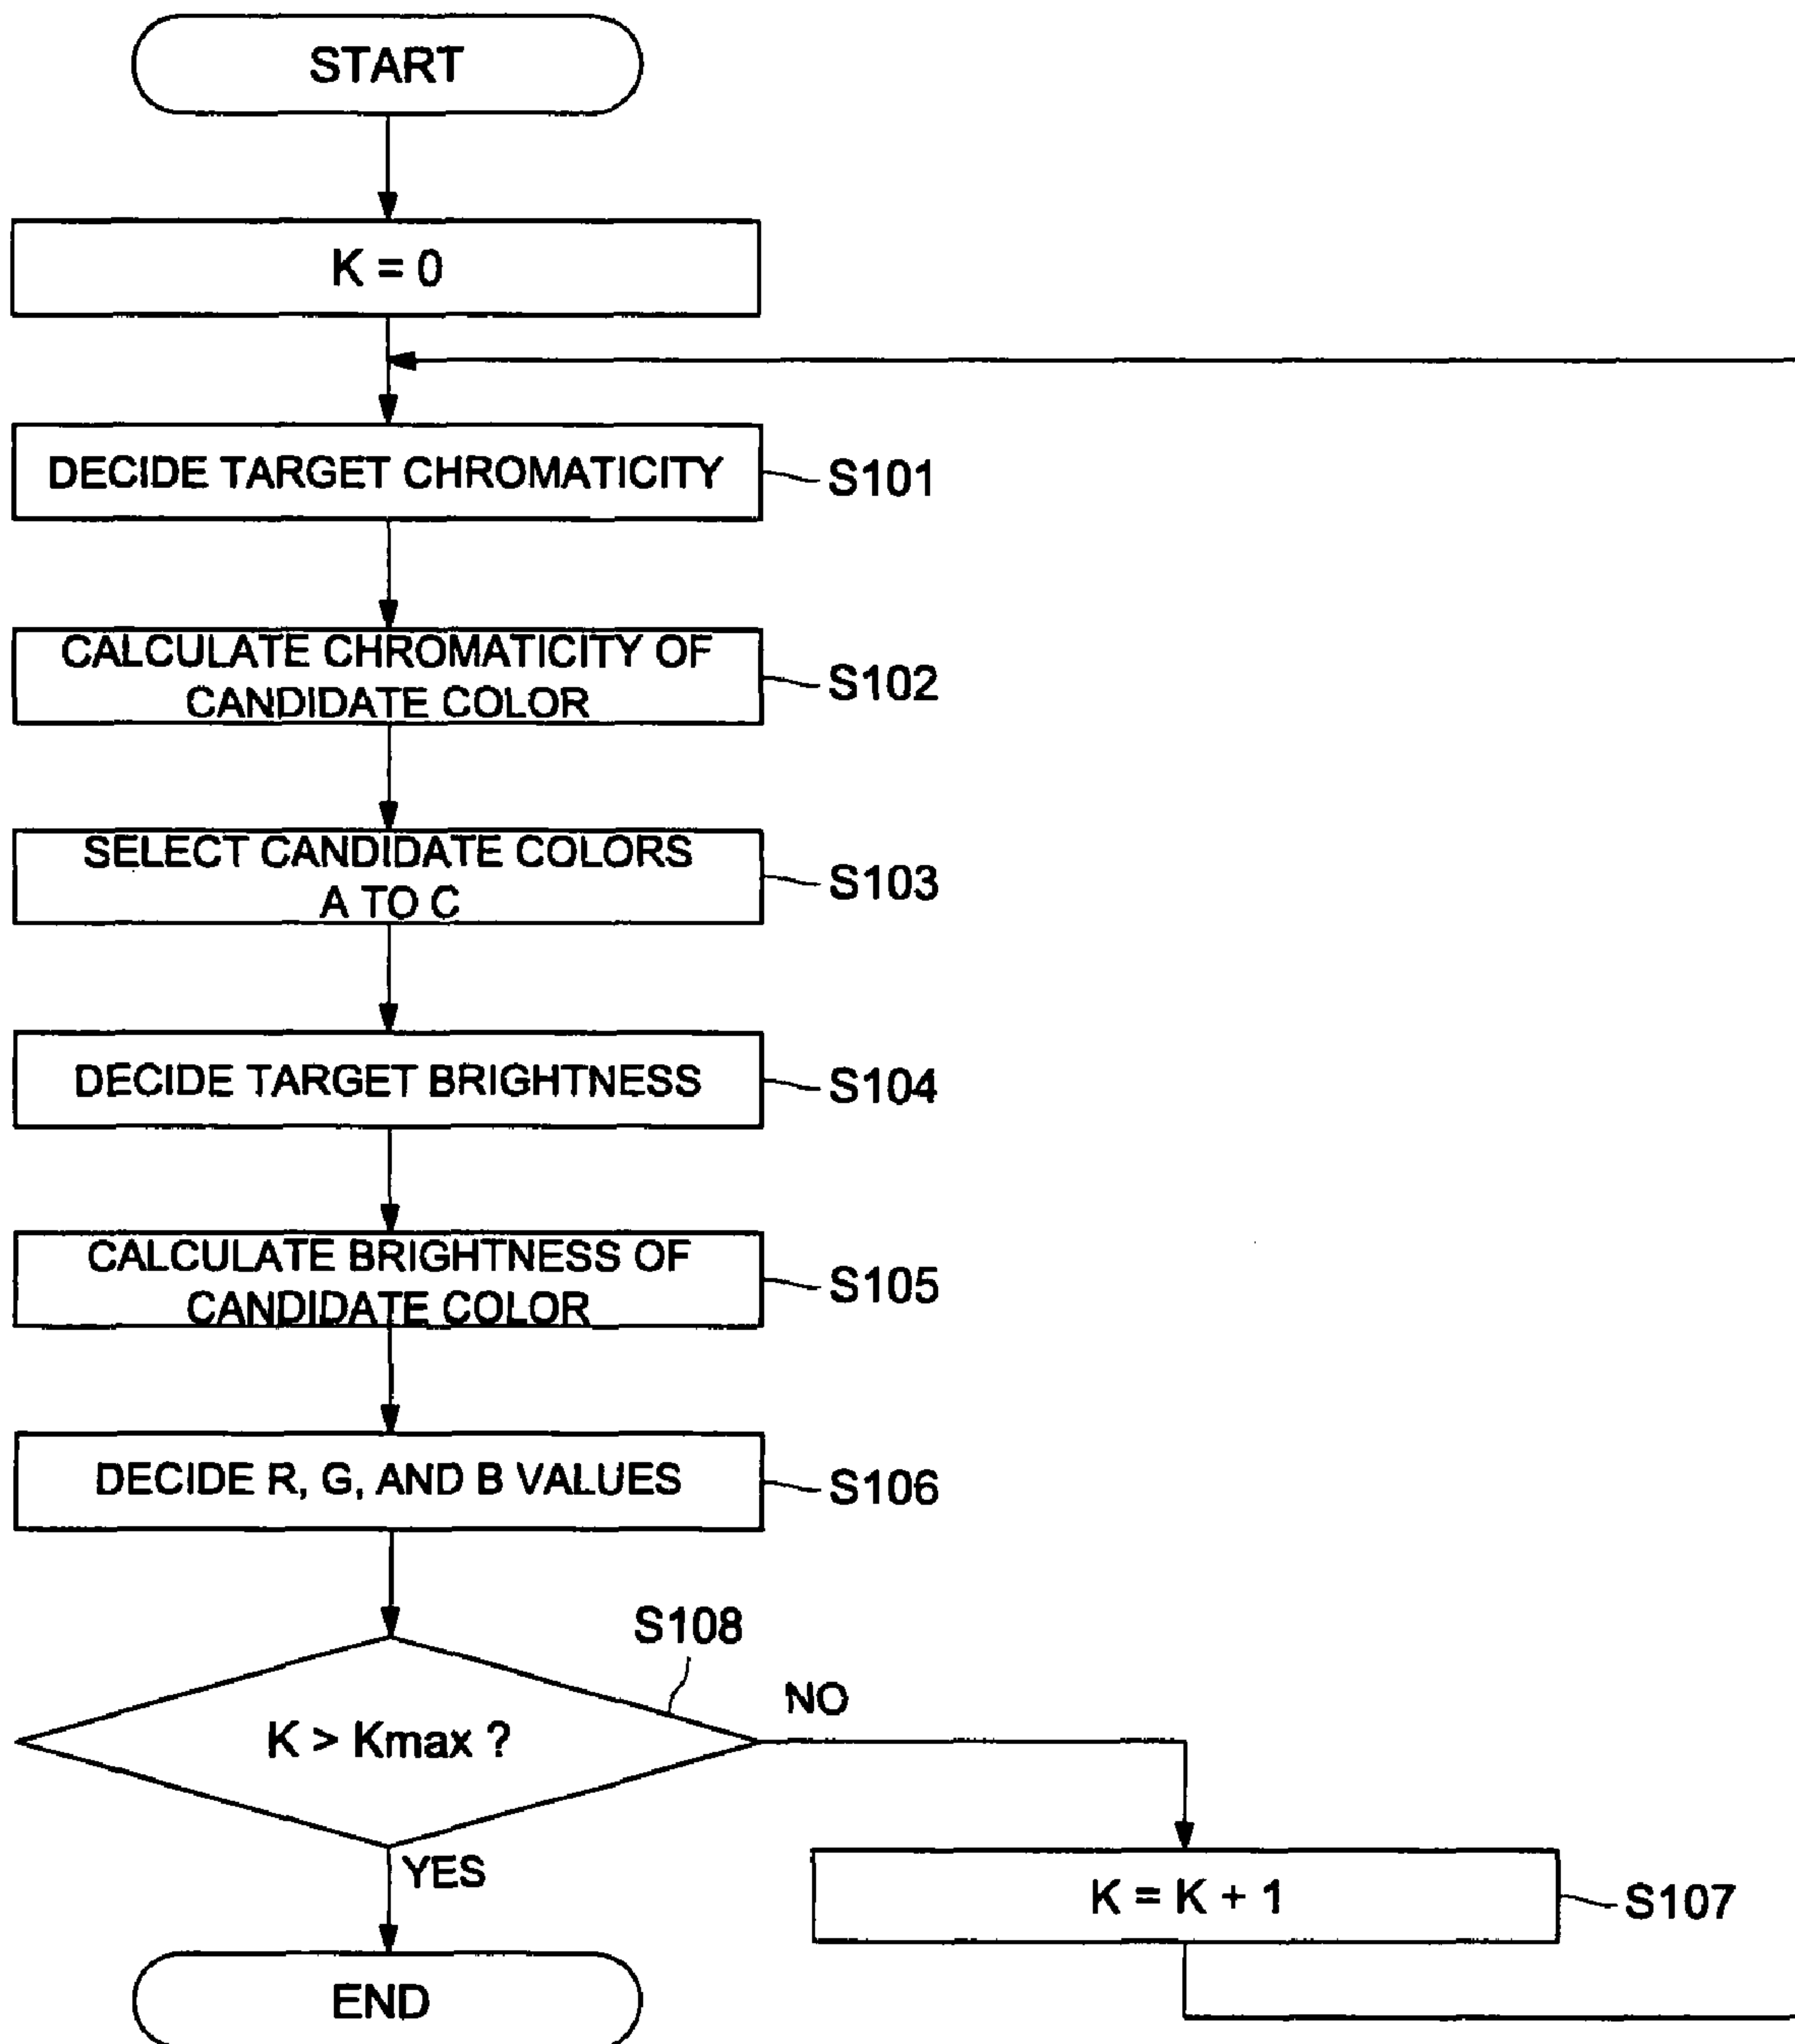 START
K = 0
DECIDE TARGET CHROMATICITY
S101
CALCULATE CHROMATICITY OF
CANDIDATE COLOR
S102
SELECT CANDIDATE COLORS
A TO C
S103
DECIDE TARGET BRIGHTNESS
S104
CALCULATE BRIGHTNESS OF
CANDIDATE COLOR
S105
DECIDE R, G, AND B VALUES
S106
S108
K > Kmax ?
NO
YES
K = K + 1
S107
END